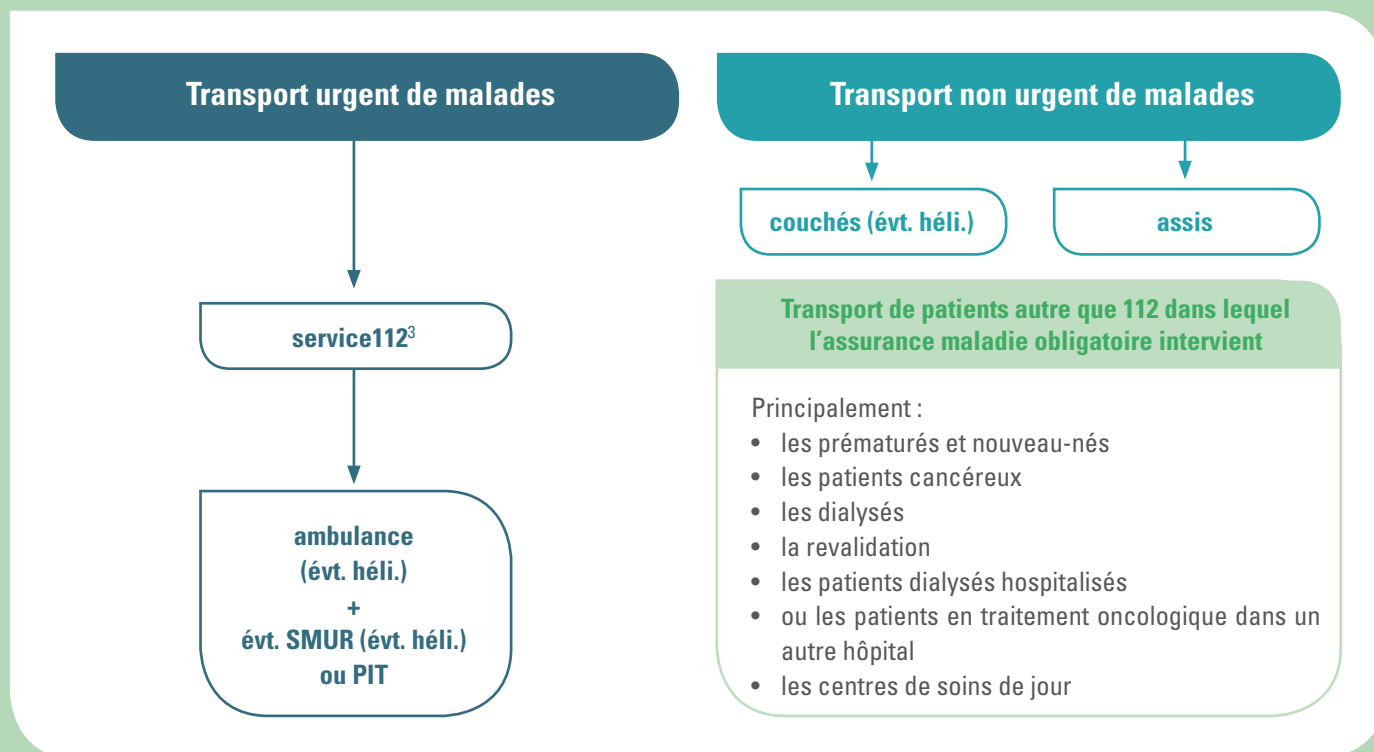 Transport urgent de malades
service112³
ambulance
(évt. héli.)
+
évt. SMUR (évt. héli.)
ou PIT
Transport non urgent de malades
couchés (évt. héli.)
assis
Transport de patients autre que 112 dans lequel
l’assurance maladie obligatoire intervient
Principalement :
• les prématurés et nouveau-nés
• les patients cancéreux
• les dialysés
• la revalidation
• les patients dialysés hospitalisés
• ou les patients en traitement oncologique dans un
autre hôpital
• les centres de soins de jour